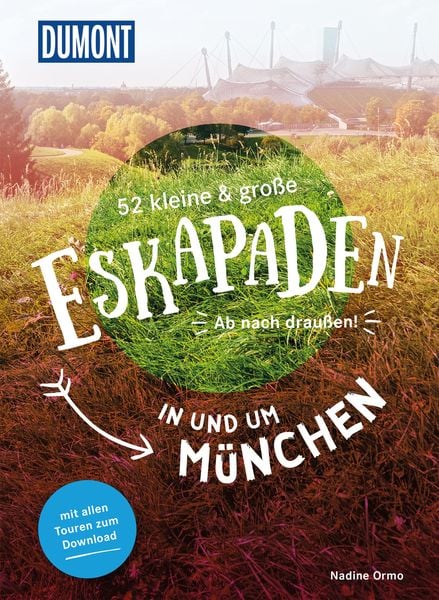 DUMONT
52 kleine & große
ESKAPADEN
Ab nach draußen!
IN UND UM
MÜNCHEN
mit allen
Touren zum
Download
Nadine Ormo